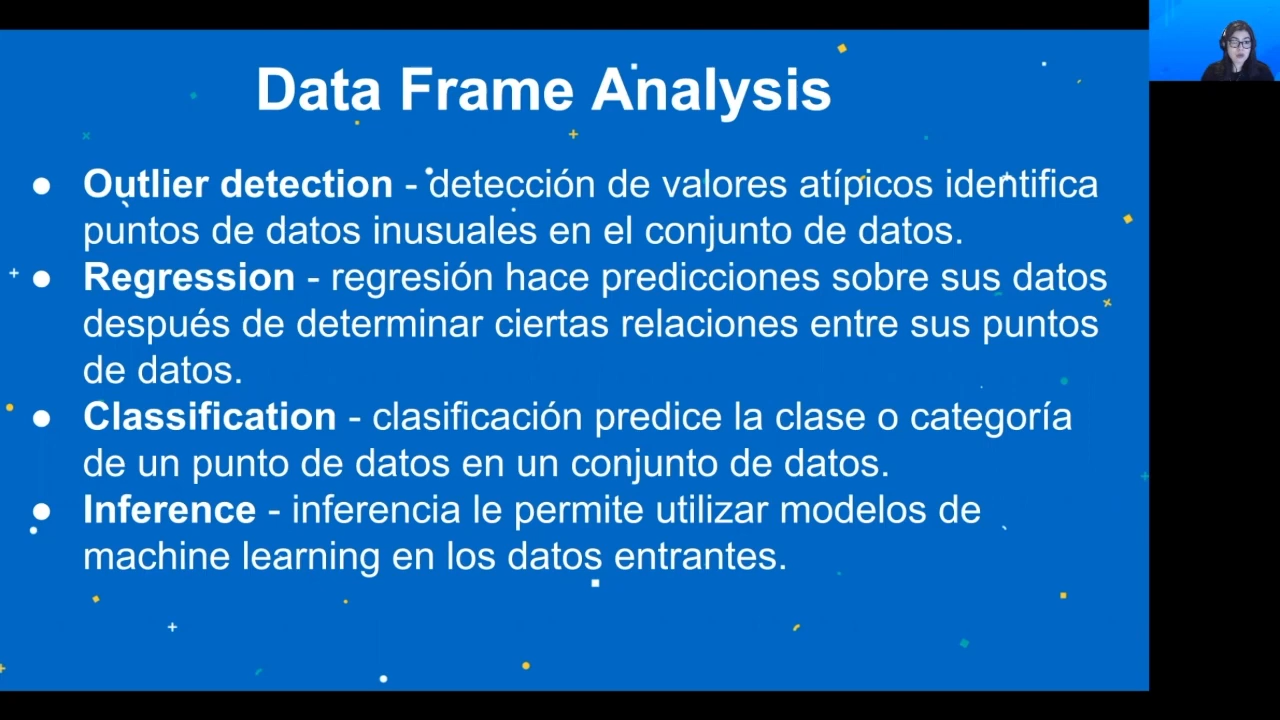 Data Frame Analysis
● Outlier detection - detección de valores atípicos identifica
puntos de datos inusuales en el conjunto de datos.
● Regression - regresión hace predicciones sobre sus datos
después de determinar ciertas relaciones entre sus puntos
de datos.
● Classification - clasificación predice la clase o categoría
de un punto de datos en un conjunto de datos.
● Inference - inferencia le permite utilizar modelos de
machine learning en los datos entrantes.